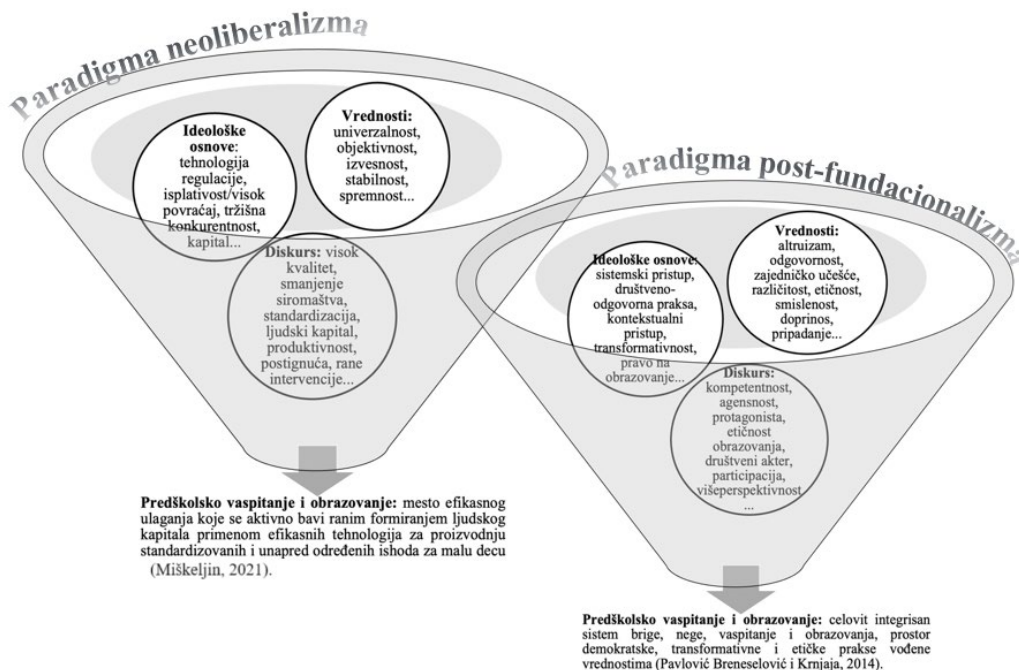 Paradigma neoliberalizma
Ideološke
osnove:
tehnologija
regulacije,
isplativost/visok
povraćaj, tržišna
konkurentnost,
kapital...
Vrednosti:
univerzalnost,
objektivnost,
izvesnost,
stabilnost,
spremnost...
Diskurs: visok
kvalitet,
smanjenje
siromaštva,
standardizacija,
ljudski kapital,
produktivnost,
postignuća, rane
intervencije...
Predškolsko vaspitanje i obrazovanje: mesto efikasnog
ulaganja koje se aktivno bavi ranim formiranjem ljudskog
kapitala primenom efikasnih tehnologija za proizvodnju
standardizovanih i unapred određenih ishoda za malu decu
(Miškeljin, 2021).
Paradigma post-fundacionalizma
Ideološke osnove:
sistemski pristup,
društveno-
odgovorna praksa,
kontekstualni
pristup,
transformativnost,
pravo na
obrazovanje...
Vrednosti:
altruizam,
odgovornost,
zajedničko učešće,
različitost, etičnost,
smislenost,
doprinos,
pripadanje...
Diskurs:
kompetentnost,
agensnost,
protagonista,
etičnost
obrazovanja,
društveni akter,
participacija,
višeperspektivnost
...
Predškolsko vaspitanje i obrazovanje: celovit integrisan
sistem brige, nege, vaspitanje i obrazovanja, prostor
demokratske, transformativne i etičke prakse vođene
vrednostima (Pavlović Breneselović i Krnjaja, 2014).